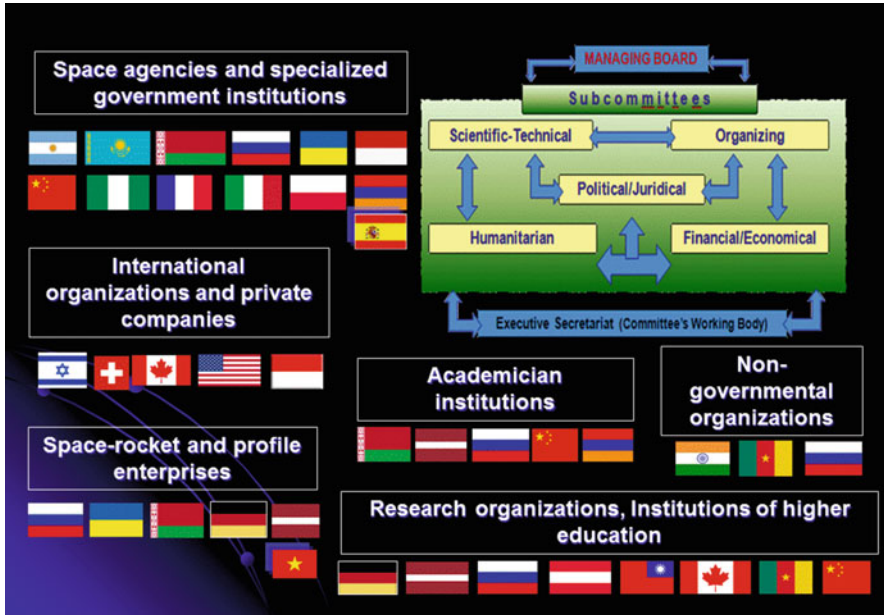 Space agencies and specialized
government institutions
MANAGING BOARD
Subcommittees
Scientific-Technical
Organizing
Political/Juridical
Humanitarian
Financial/Economical
Executive Secretariat (Committee's Working Body)
International
organizations and private
companies
Academician
institutions
Non-
governmental
organizations
Space-rocket and profile
enterprises
Research organizations, Institutions of higher
education